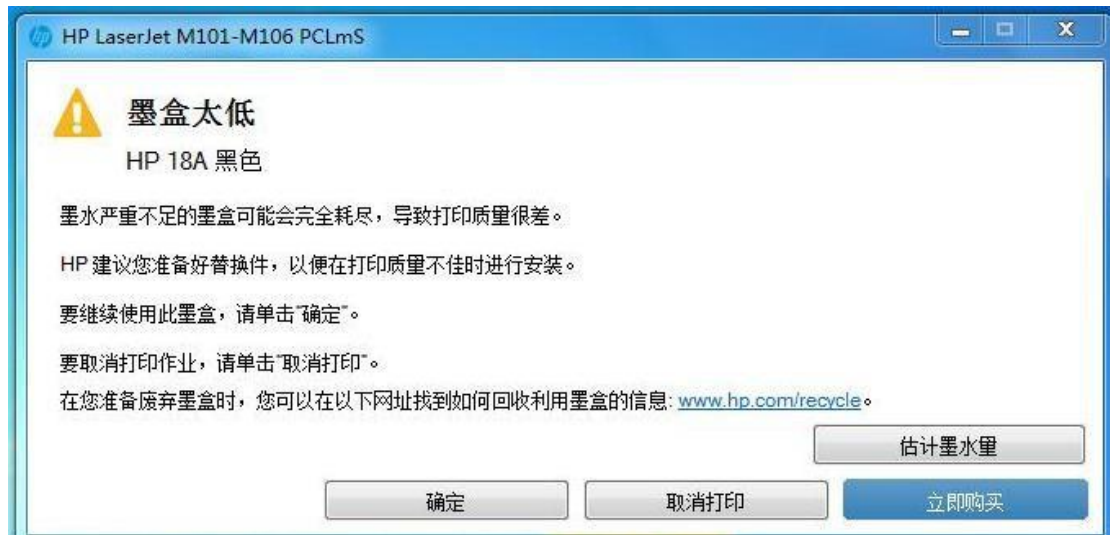 HP LaserJet M101-M106 PCLmS
墨盒太低
HP 18A 黑色
墨水严重不足的墨盒可能会完全耗尽，导致打印质量很差。
HP 建议您准备好替换件，以便在打印质量不佳时进行安装。
要继续使用此墨盒，请单击"确定"。
要取消打印作业，请单击"取消打印"。
在您准备废弃墨盒时，您可以在以下网址找到如何回收利用墨盒的信息: www.hp.com/recycle。
估计墨水量
确定 取消打印 立即购买